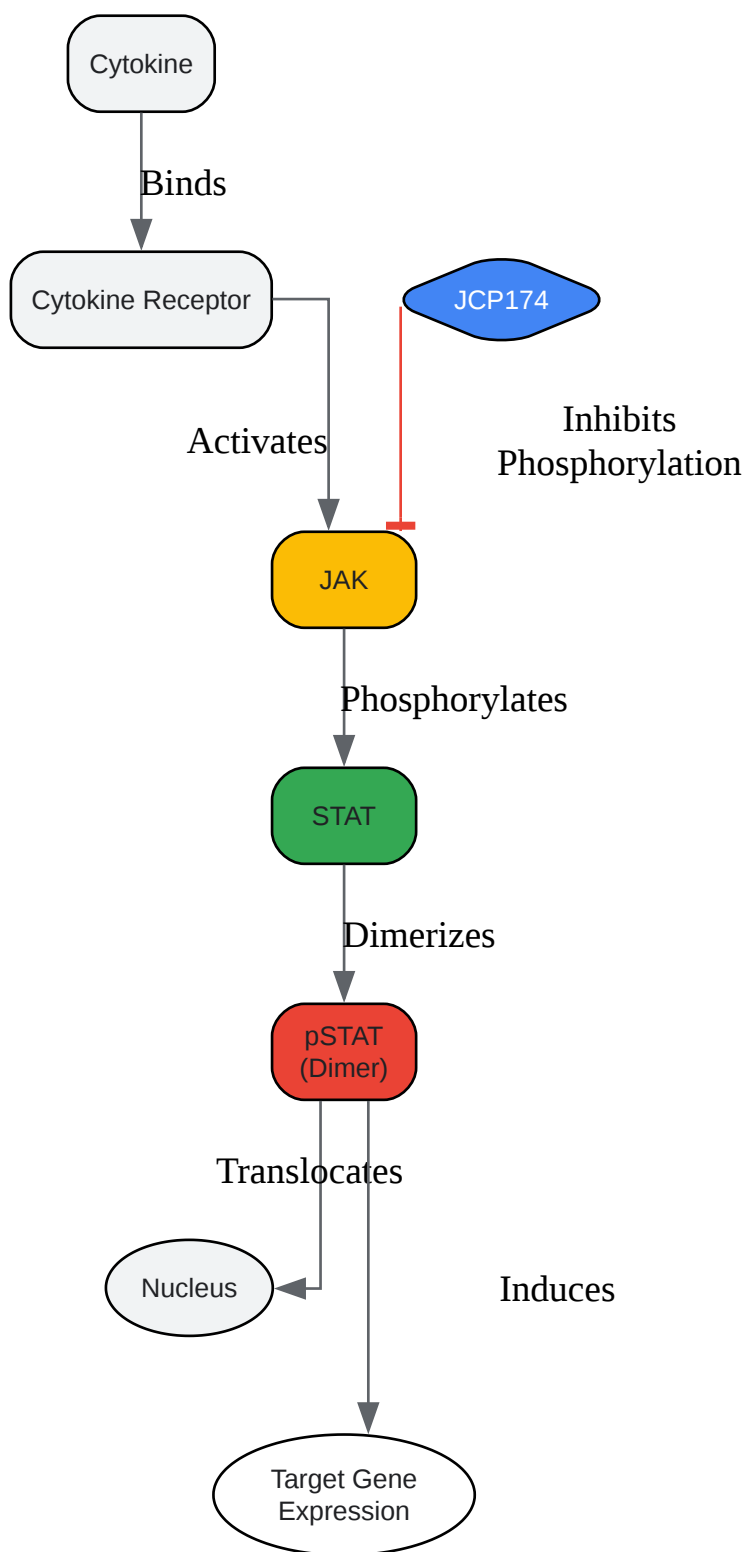 Cytokine
Binds
Cytokine Receptor
JCP174
Activates
Inhibits
Phosphorylation
JAK
Phosphorylates
STAT
Dimerizes
pSTAT
(Dimer)
Translocates
Nucleus
Induces
Target Gene
Expression